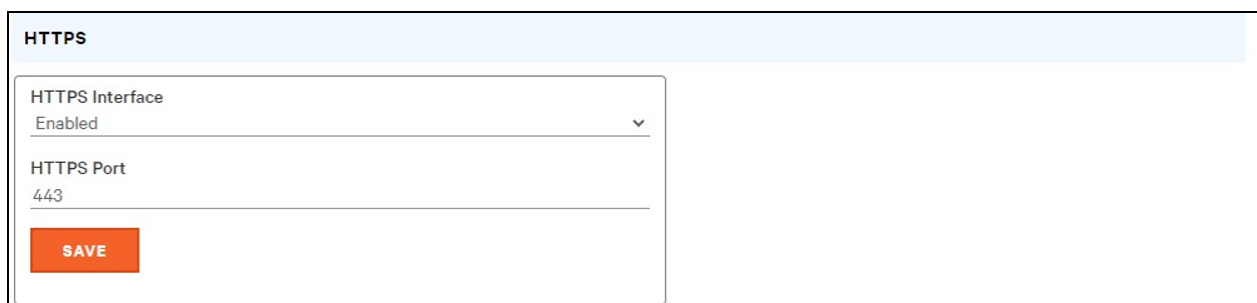 HTTPS
HTTPS Interface
Enabled
HTTPS Port
443
SAVE